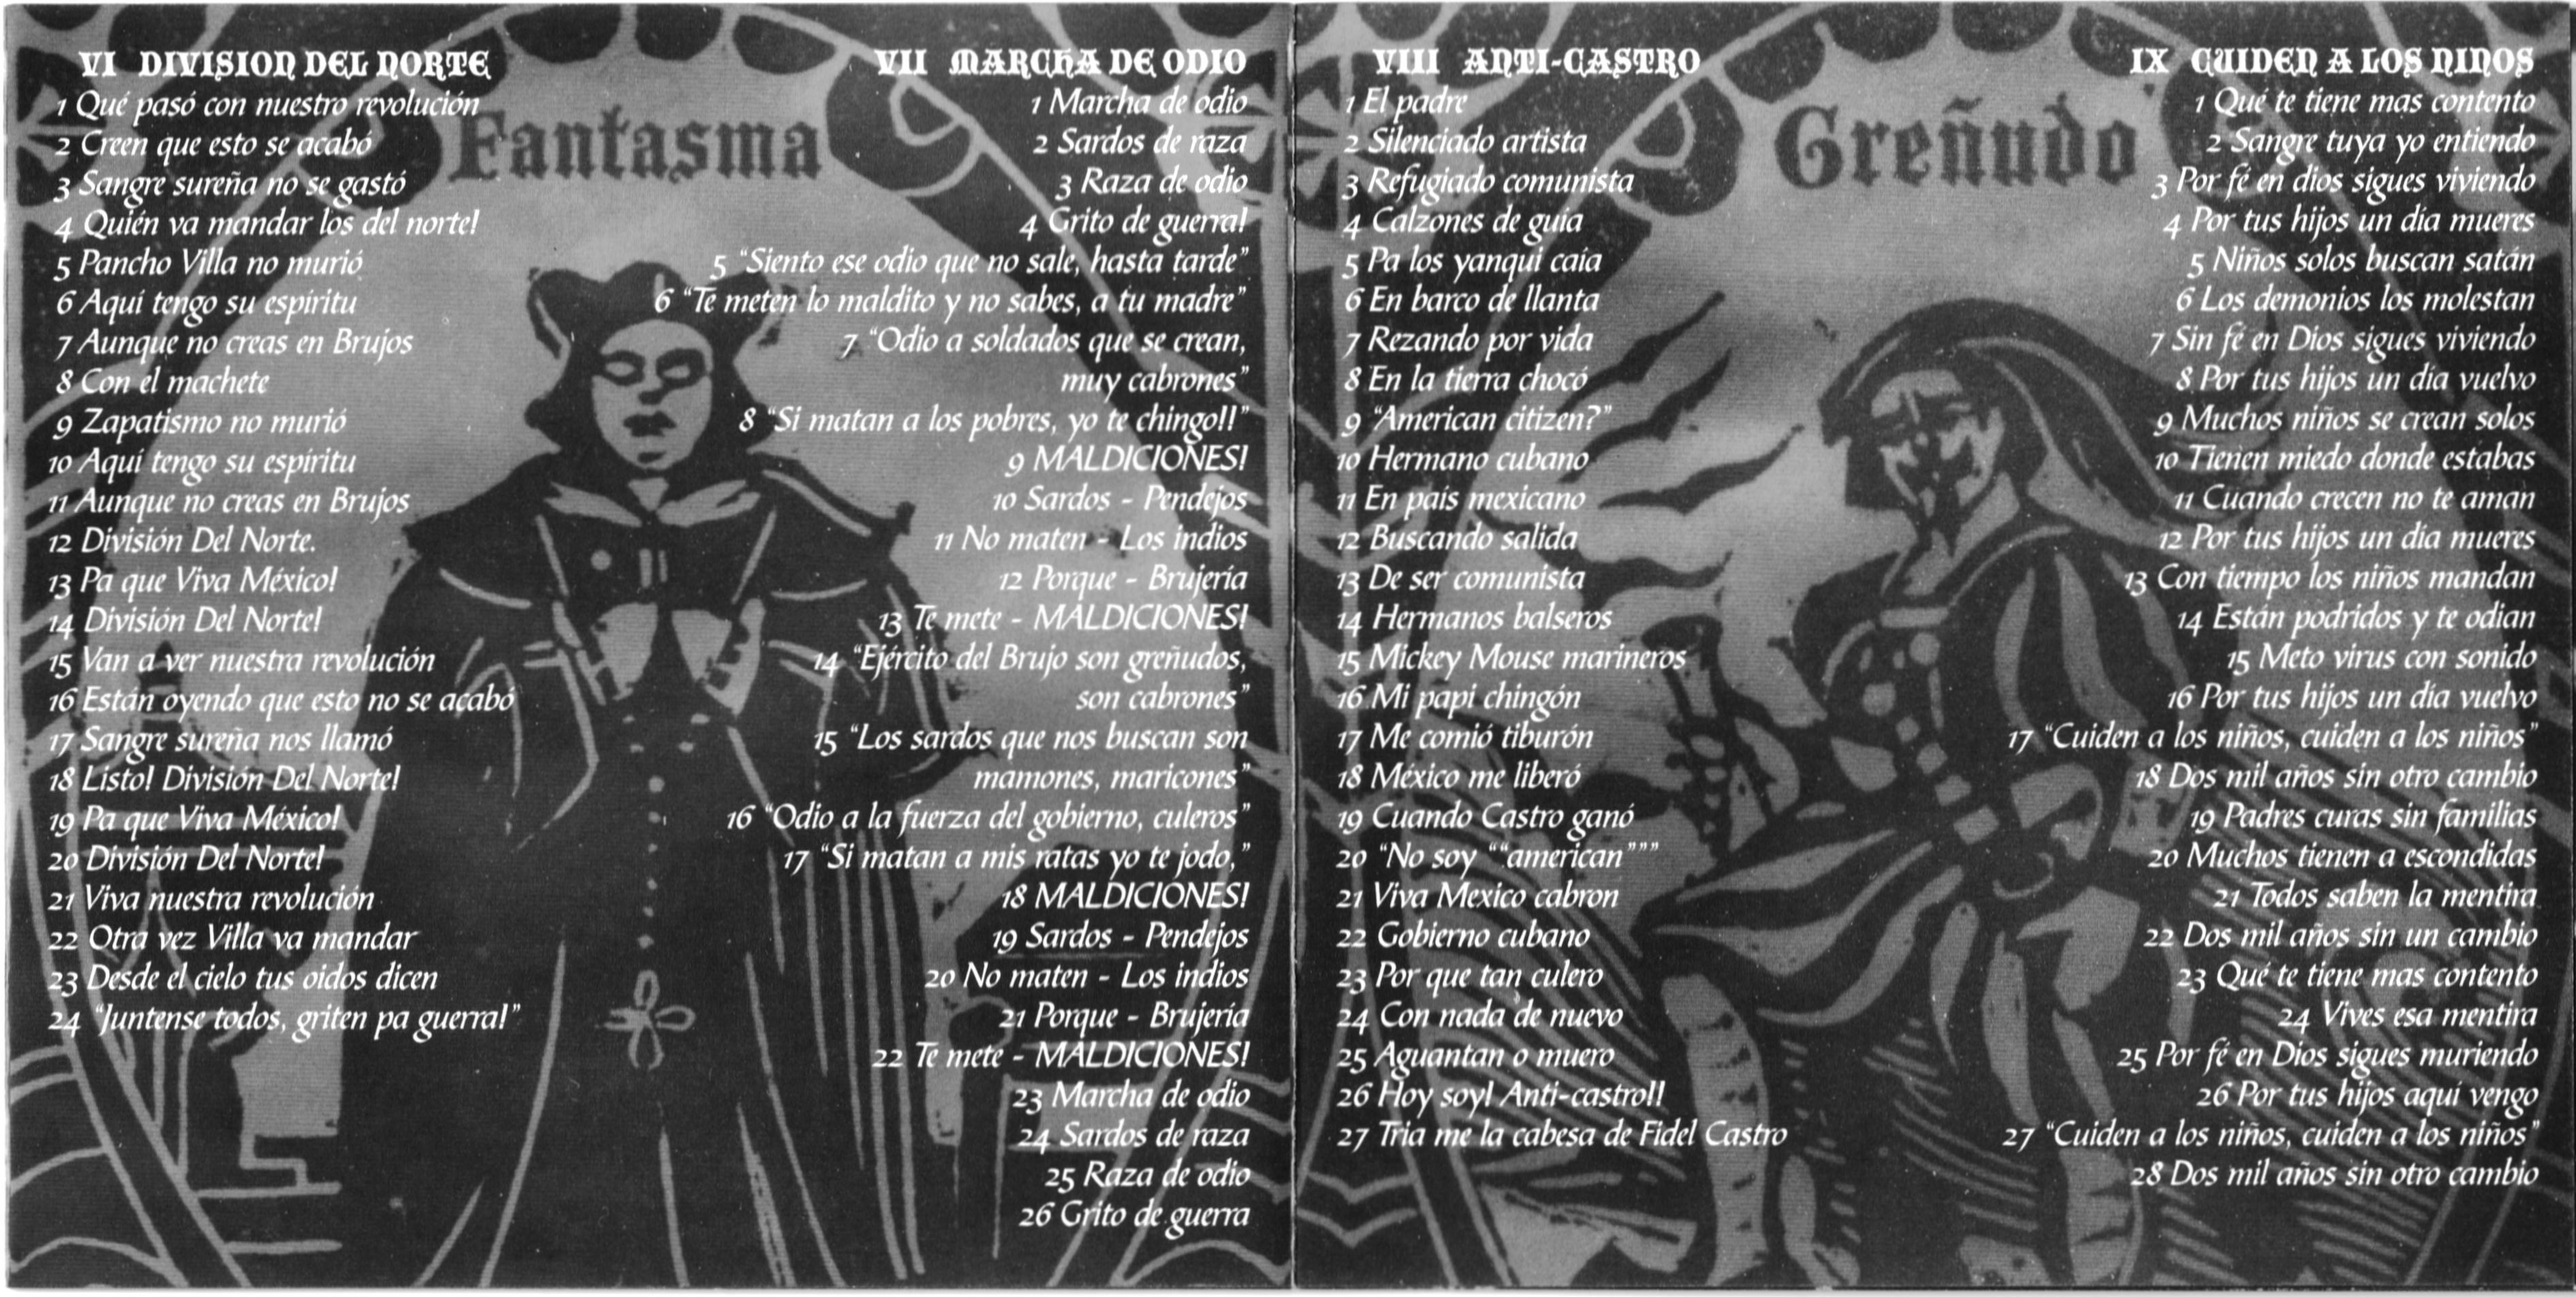 VI DIVISION DEL NORTE
1 Qué pasó con nuestro revolución
2 Creen que esto se acabó
3 Sangre sureña no se gastó
4 Quién va mandar los del norte!
5 Pancho Villa no murió
6 Aquí tengo su espíritu
7 Aunque no creas en Brujos
8 Con el machete
9 Zapatismo no murió
10 Aquí tengo su espíritu
11 Aunque no creas en Brujos
12 División Del Norte.
13 Pa que Viva México!
14 División Del Norte!
15 Van a ver nuestra revolución
16 Están oyendo que esto no se acabó
17 Sangre sureña nos llamó
18 Listo! División Del Norte!
19 Pa que Viva México!
20 División Del Norte!
21 Viva nuestra revolución
22 Otra vez Villa va mandar
23 Desde el cielo tus oidos dicen
24 "Juntense todos, griten pa guerra!"
Fantasma
VII MARCHA DE ODIO
1 Marcha de odio
2 Sardos de raza
3 Raza de odio
4 Grito de guerra!
5 "Siento ese odio que no sale, hasta tarde"
6 "Te meten lo maldito y no sabes, a tu madre"
7 "Odio a soldados que se crean,
muy cabrones"
8 "Si matan a los pobres, yo te chingo!!"
9 MALDICIONES!
10 Sardos - Pendejos
11 No maten - Los indios
12 Porque - Brujería
13 Te mete - MALDICIONES!
14 "Ejército del Brujo son greñudos,
son cabrones"
15 "Los sardos que nos buscan son
mamones, maricones"
16 "Odio a la fuerza del gobierno, culeros"
17 "Si matan a mis ratas yo te jodo,"
18 MALDICIONES!
19 Sardos - Pendejos
20 No maten - Los indios
21 Porque - Brujería
22 Te mete - MALDICIONES!
23 Marcha de odio
24 Sardos de raza
25 Raza de odio
26 Grito de guerra
VIII ANTI-CASTRO
1 El padre
2 Silenciado artista
3 Refugiado comunista
4 Calzones de guía
5 Pa los yanqui caía
6 En barco de llanta
7 Rezando por vida
8 En la tierra chocó
9 "American citizen?"
10 Hermano cubano
11 En país mexicano
12 Buscando salida
13 De ser comunista
14 Hermanos balseros
15 Mickey Mouse marineros
16 Mi papi chingón
17 Me comió tiburón
18 México me liberó
19 Cuando Castro ganó
20 "No soy ""american"""
21 Viva Mexico cabron
22 Gobierno cubano
23 Por que tan culero
24 Con nada de nuevo
25 Aguantan o muero
26 Hoy soy! Anti-castro!!
27 Tria me la cabesa de Fidel Castro
Greñudo
IX CUIDEN A LOS NINOS
1 Qué te tiene mas contento
2 Sangre tuya yo entiendo
3 Por fé en dios sigues viviendo
4 Por tus hijos un día mueres
5 Niños solos buscan satán
6 Los demonios los molestan
7 Sin fé en Dios sigues viviendo
8 Por tus hijos un día vuelvo
9 Muchos niños se crean solos
10 Tienen miedo donde estabas
11 Cuando crecen no te aman
12 Por tus hijos un día mueres
13 Con tiempo los niños mandan
14 Están podridos y te odian
15 Meto virus con sonido
16 Por tus hijos un día vuelvo
17 "Cuiden a los niños, cuiden a los niños"
18 Dos mil años sin otro cambio
19 Padres curas sin familias
20 Muchos tienen a escondidas
21 Todos saben la mentira
22 Dos mil años sin un cambio
23 Qué te tiene mas contento
24 Vives esa mentira
25 Por fé en Dios sigues muriendo
26 Por tus hijos aquí vengo
27 "Cuiden a los niños, cuiden a los niños"
28 Dos mil años sin otro cambio